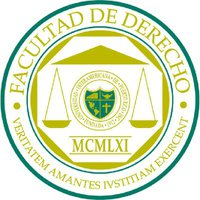 FACULTAD DE DERECHO
MCMLXI
VERITATEM AMANTES IVSTITIAM EXERCENT